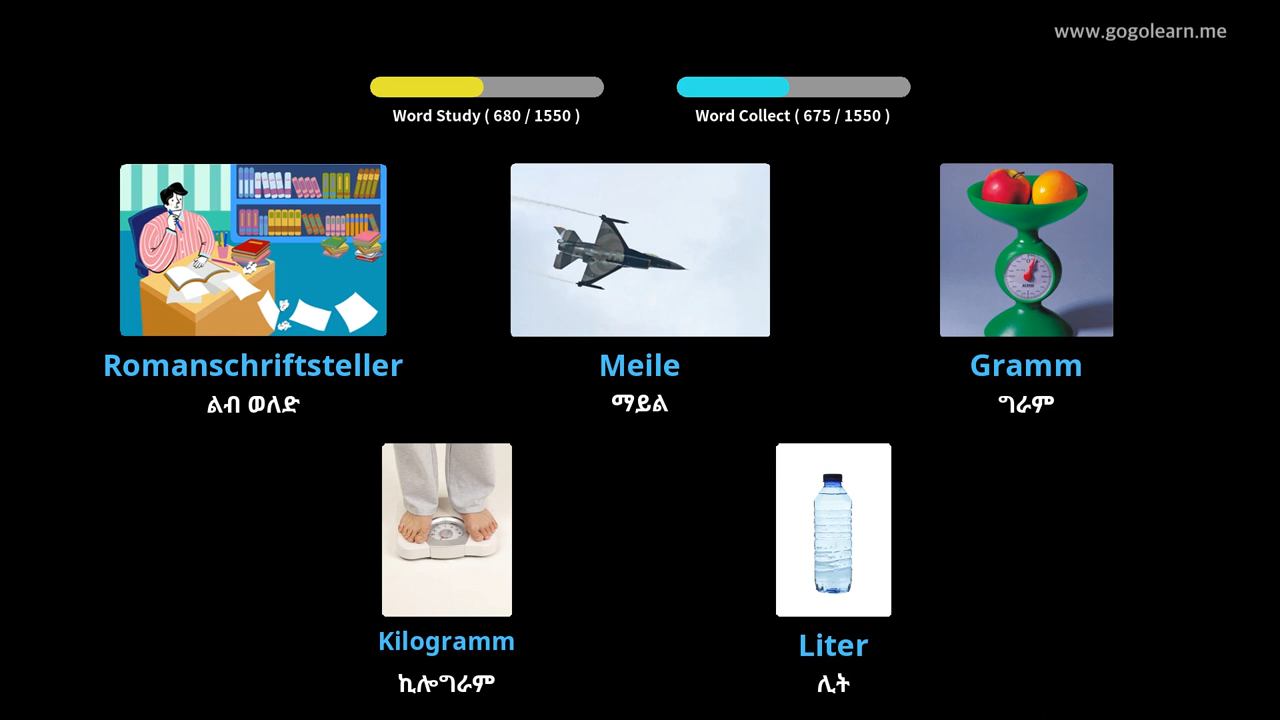 www.gogolearn.me
Word Study ( 680 / 1550 )
Word Collect ( 675 / 1550 )
Romanschriftsteller
ልብ ወለድ
Meile
ማይል
Gramm
ግራም
Kilogramm
ኪሎግራም
Liter
ሊት